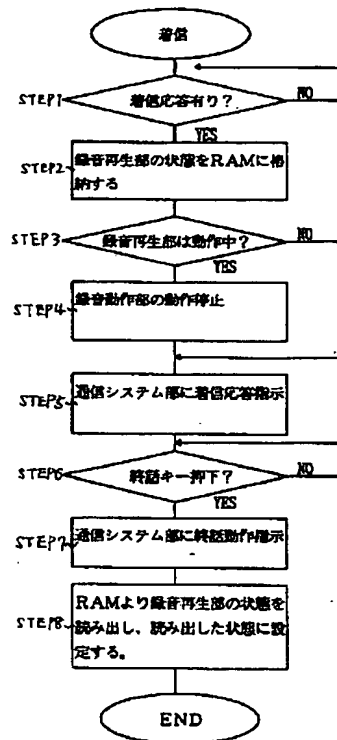 着信
STEP1
着信応答有り?
NO
YES
STEP2
録音再生部の状態をRAMに格
納する
STEP3
録音再生部は動作中?
NO
YES
STEP4
録音動作部の動作停止
STEP5
通信システム部に着信応答指示
STEP6
終話キー押下?
NO
YES
STEP7
通信システム部に終話動作指示
STEP8
RAMより録音再生部の状態を
読み出し、読み出した状態に設
定する。
END